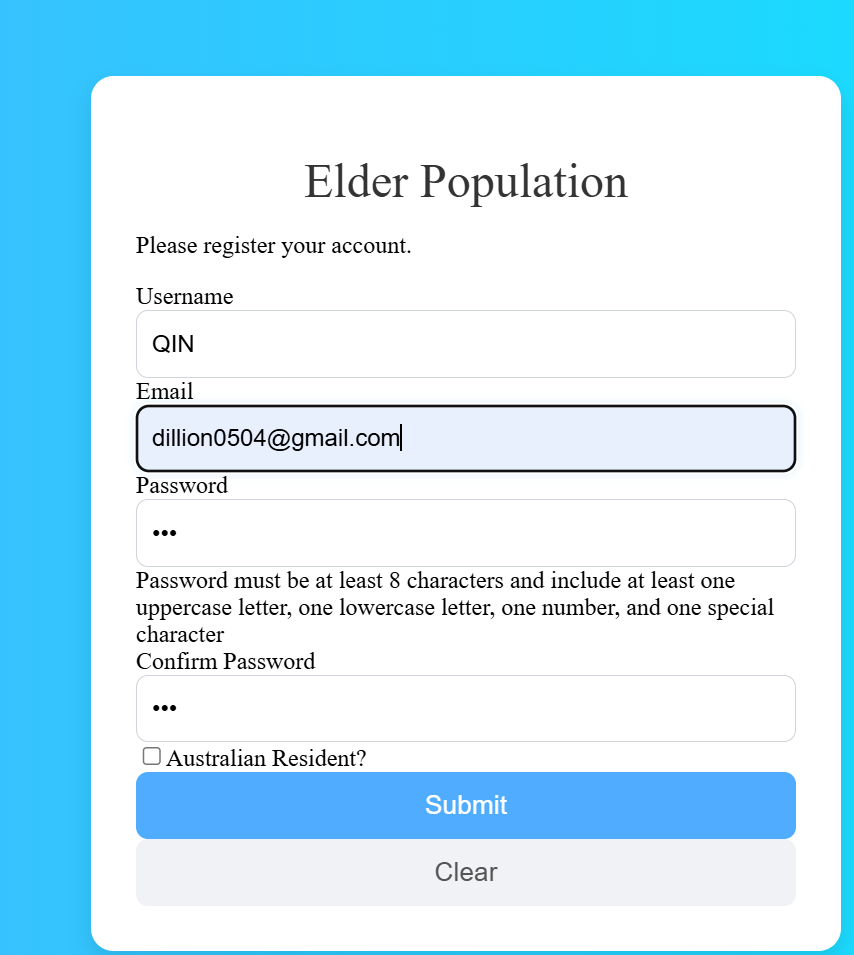 Elder Population
Please register your account.
Username
QIN
Email
dillion0504@gmail.com
Password
•••
Password must be at least 8 characters and include at least one
uppercase letter, one lowercase letter, one number, and one special
character
Confirm Password
•••
Australian Resident?
Submit
Clear